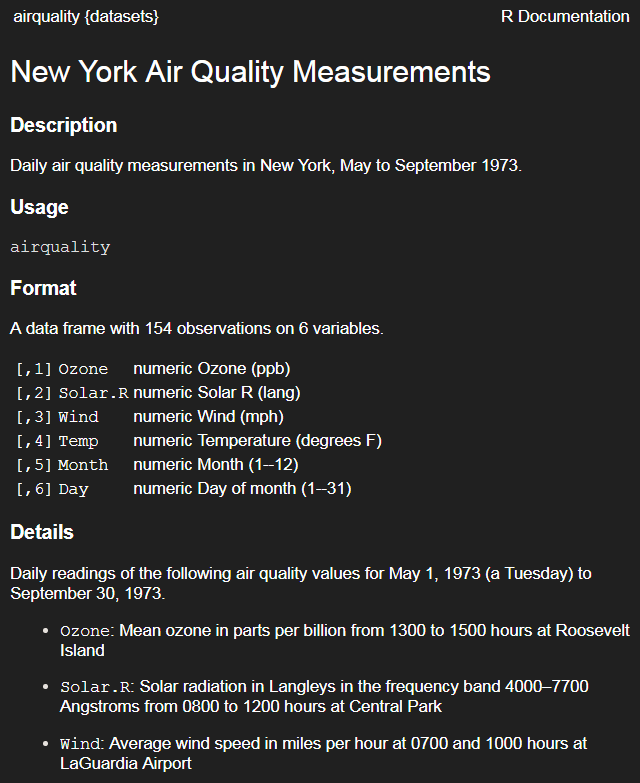 airquality {datasets} R Documentation
New York Air Quality Measurements
Description
Daily air quality measurements in New York, May to September 1973.
Usage
airquality
Format
A data frame with 154 observations on 6 variables.
[,1] Ozone numeric Ozone (ppb)
[,2] Solar.R numeric Solar R (lang)
[,3] Wind numeric Wind (mph)
[,4] Temp numeric Temperature (degrees F)
[,5] Month numeric Month (1--12)
[,6] Day numeric Day of month (1--31)
Details
Daily readings of the following air quality values for May 1, 1973 (a Tuesday) to
September 30, 1973.
• Ozone: Mean ozone in parts per billion from 1300 to 1500 hours at Roosevelt
Island
• Solar.R: Solar radiation in Langleys in the frequency band 4000–7700
Angstroms from 0800 to 1200 hours at Central Park
• Wind: Average wind speed in miles per hour at 0700 and 1000 hours at
LaGuardia Airport